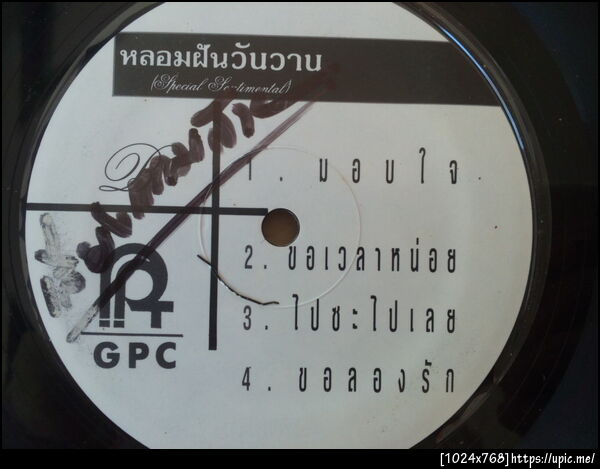 หลอมฝันวันวาน
(Special Sentimental)
1. มอบใจ
2. ขอเวลาหน่อย
3. ไปซะไปเลย
4. ขอลองรัก
GPC
[1024x768]https://upic.me/